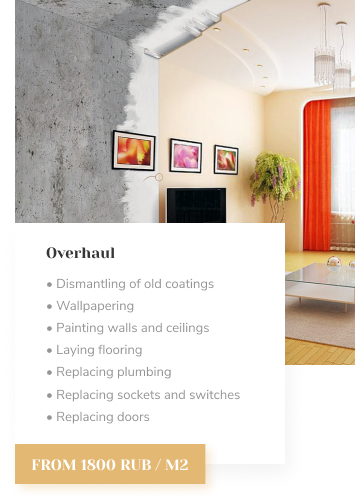 Overhaul
• Dismantling of old coatings
• Wallpapering
• Painting walls and ceilings
• Laying flooring
• Replacing plumbing
• Replacing sockets and switches
• Replacing doors
FROM 1800 RUB / M2